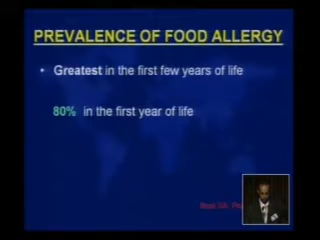 PREVALENCE OF FOOD ALLERGY
• Greatest in the first few years of life
80% in the first year of life